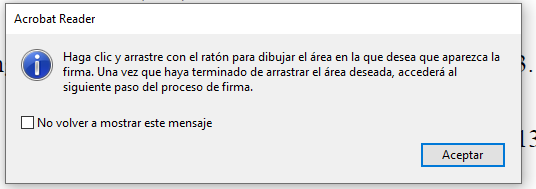 Acrobat Reader
Haga clic y arrastre con el ratón para dibujar el área en la que desea que aparezca la
firma. Una vez que haya terminado de arrastrar el área deseada, accederá al
siguiente paso del proceso de firma.
No volver a mostrar este mensaje
Aceptar